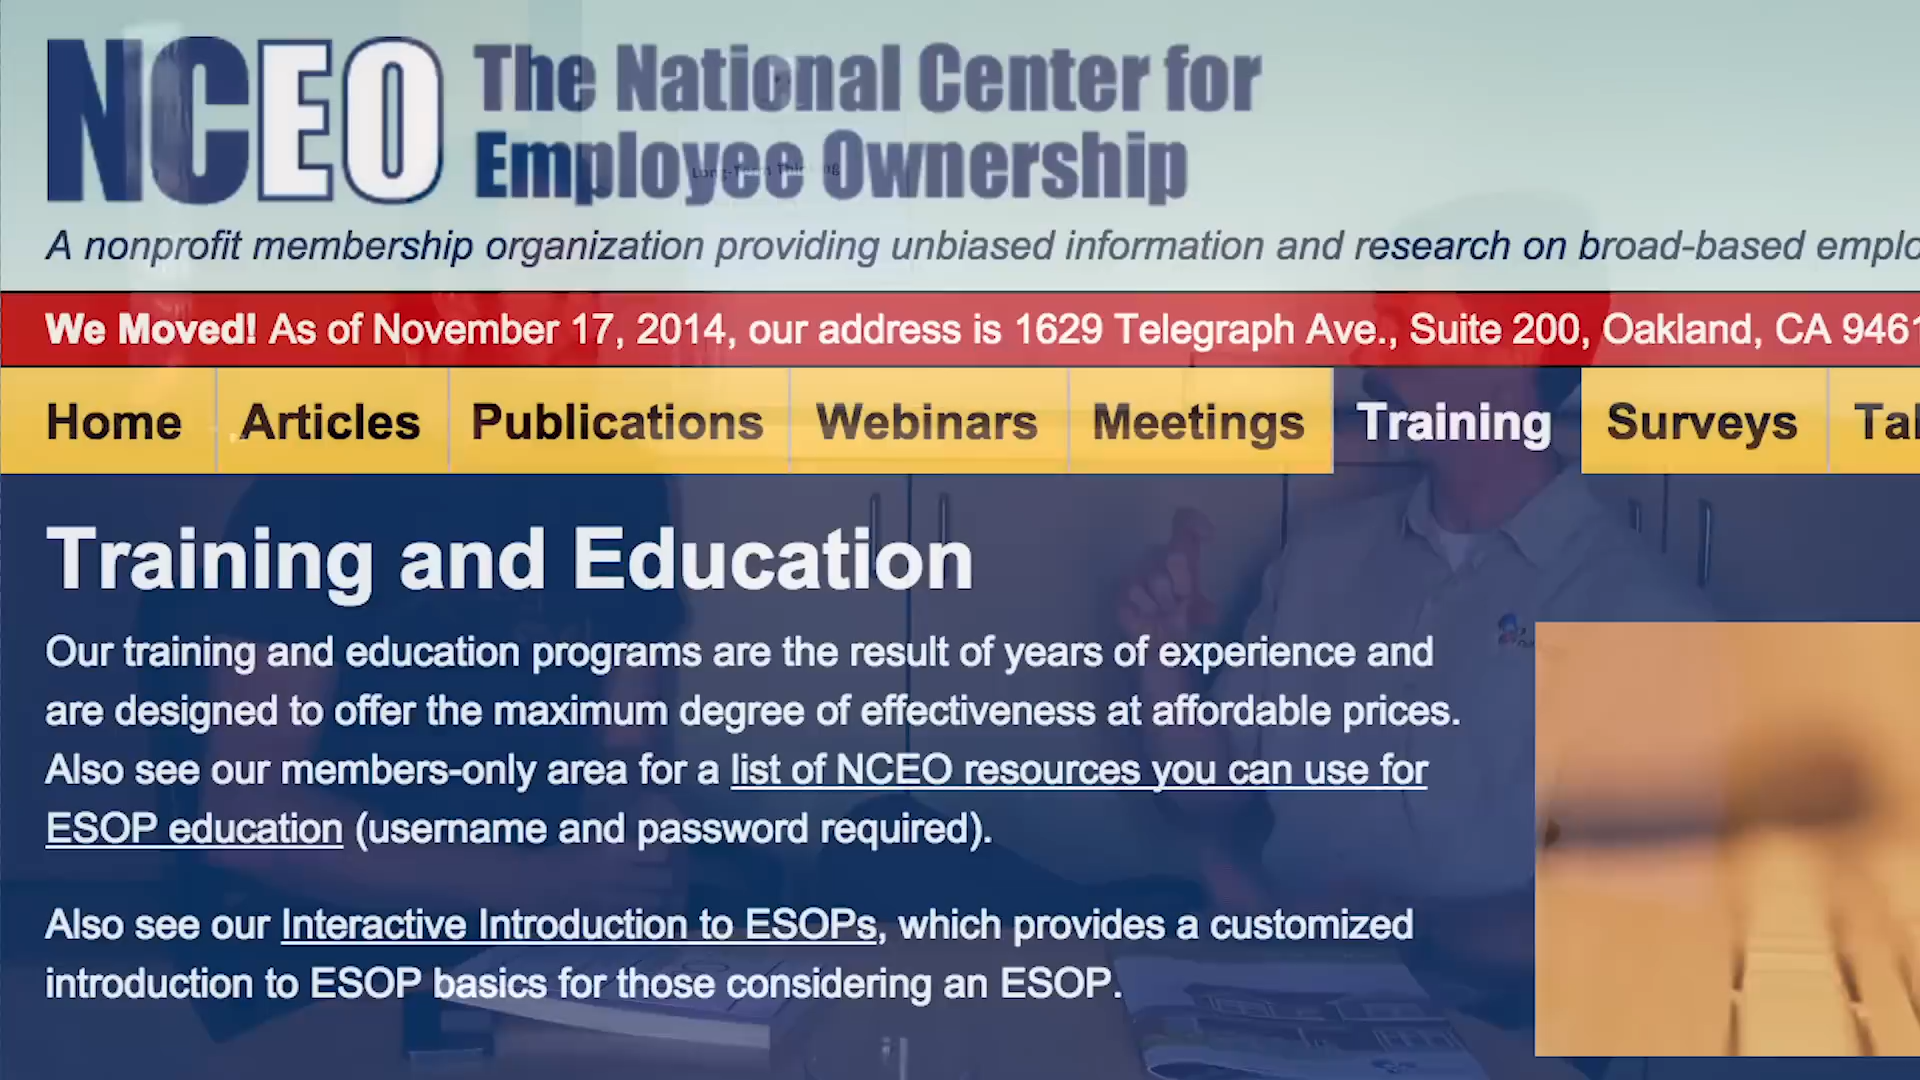 NCEO The National Center for
Employee Ownership
A nonprofit membership organization providing unbiased information and research on broad-based emplo
We Moved! As of November 17, 2014, our address is 1629 Telegraph Ave., Suite 200, Oakland, CA 9461
Home Articles Publications Webinars Meetings Training Surveys Tal
Training and Education
Our training and education programs are the result of years of experience and
are designed to offer the maximum degree of effectiveness at affordable prices.
Also see our members-only area for a list of NCEO resources you can use for
ESOP education (username and password required).
Also see our Interactive Introduction to ESOPs, which provides a customized
introduction to ESOP basics for those considering an ESOP.